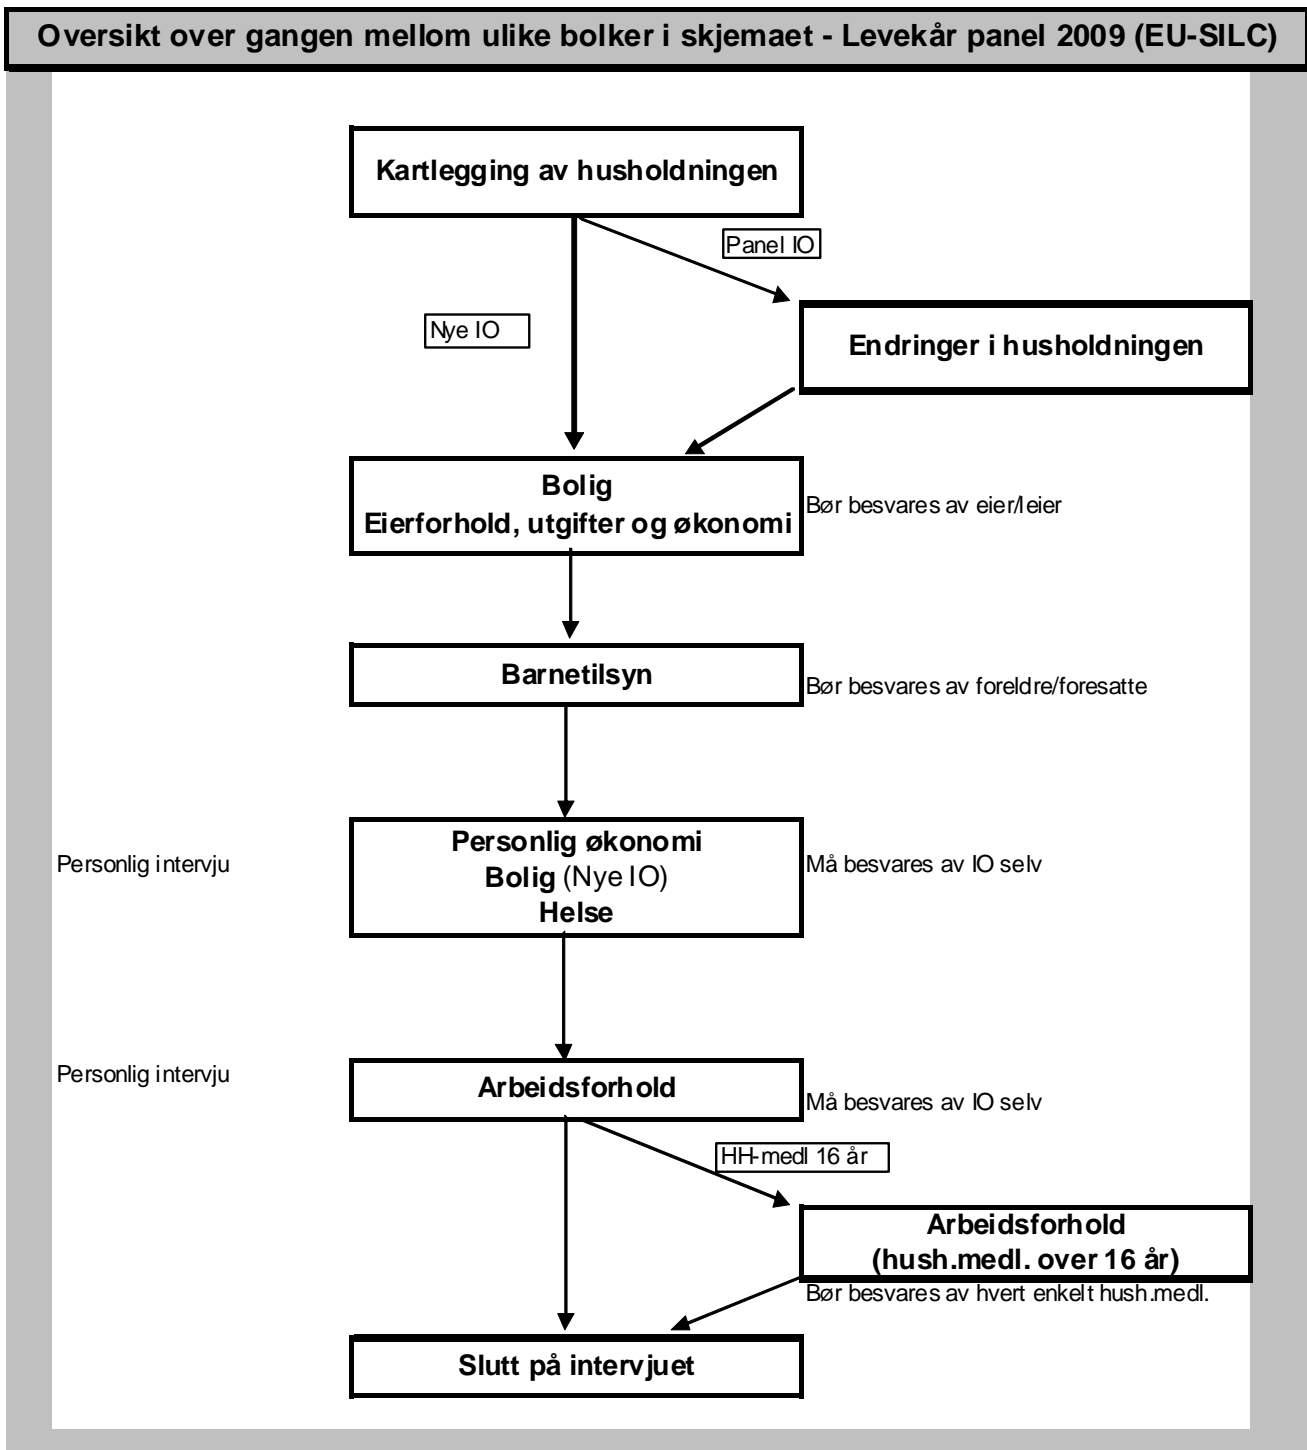 Oversikt over gangen mellom ulike bolker i skjemaet - Levekår panel 2009 (EU-SILC)
Kartlegging av husholdningen
Panel IO
Nye IO
Endringer i husholdningen
Bolig
Eierforhold, utgifter og økonomi
Bør besvares av eier/leier
Barnetilsyn
Bør besvares av foreldre/foresatte
Personlig intervju
Personlig økonomi
Bolig (Nye IO)
Helse
Må besvares av IO selv
Personlig intervju
Arbeidsforhold
Må besvares av IO selv
HH-medl 16 år
Arbeidsforhold
(hush.medl. over 16 år)
Bør besvares av hvert enkelt hush.medl.
Slutt på intervjuet